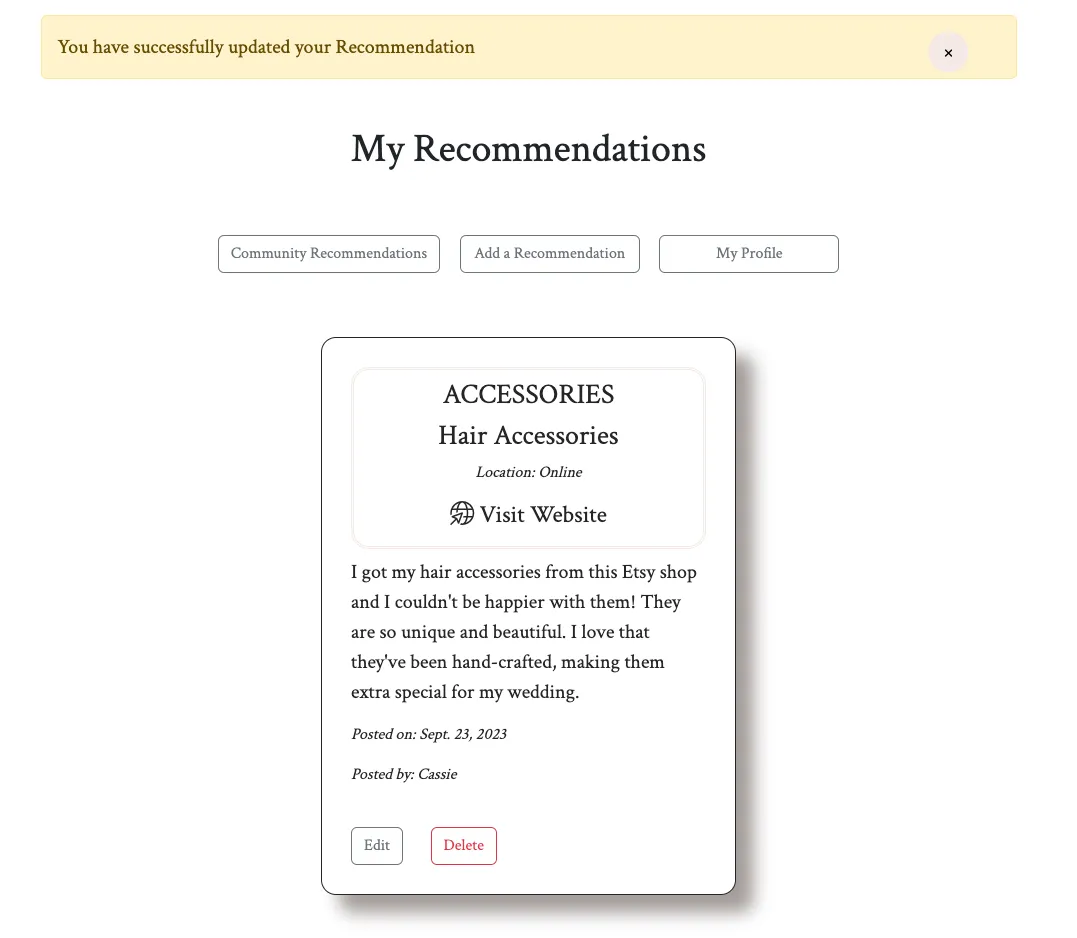 You have successfully updated your Recommendation
×
My Recommendations
Community Recommendations
Add a Recommendation
My Profile
ACCESSORIES
Hair Accessories
Location: Online
Visit Website
I got my hair accessories from this Etsy shop
and I couldn't be happier with them! They
are so unique and beautiful. I love that
they've been hand-crafted, making them
extra special for my wedding.
Posted on: Sept. 23, 2023
Posted by: Cassie
Edit
Delete